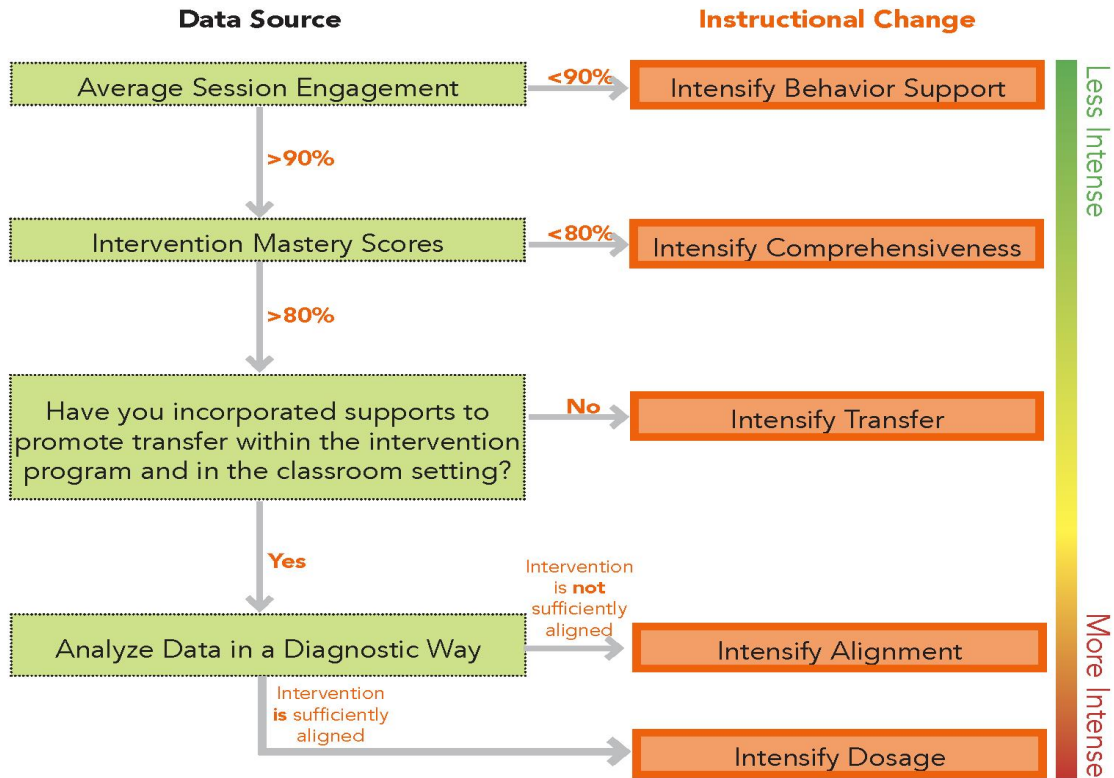 Data Source
Instructional Change
Average Session Engagement
<90%
Intensify Behavior Support
>90%
Intervention Mastery Scores
<80%
Intensify Comprehensiveness
>80%
Have you incorporated supports to
promote transfer within the intervention
program and in the classroom setting?
No
Intensify Transfer
Yes
Analyze Data in a Diagnostic Way
Intervention
is not
sufficiently
aligned
Intensify Alignment
Intervention
is sufficiently
aligned
Intensify Dosage
Less Intense
More Intense